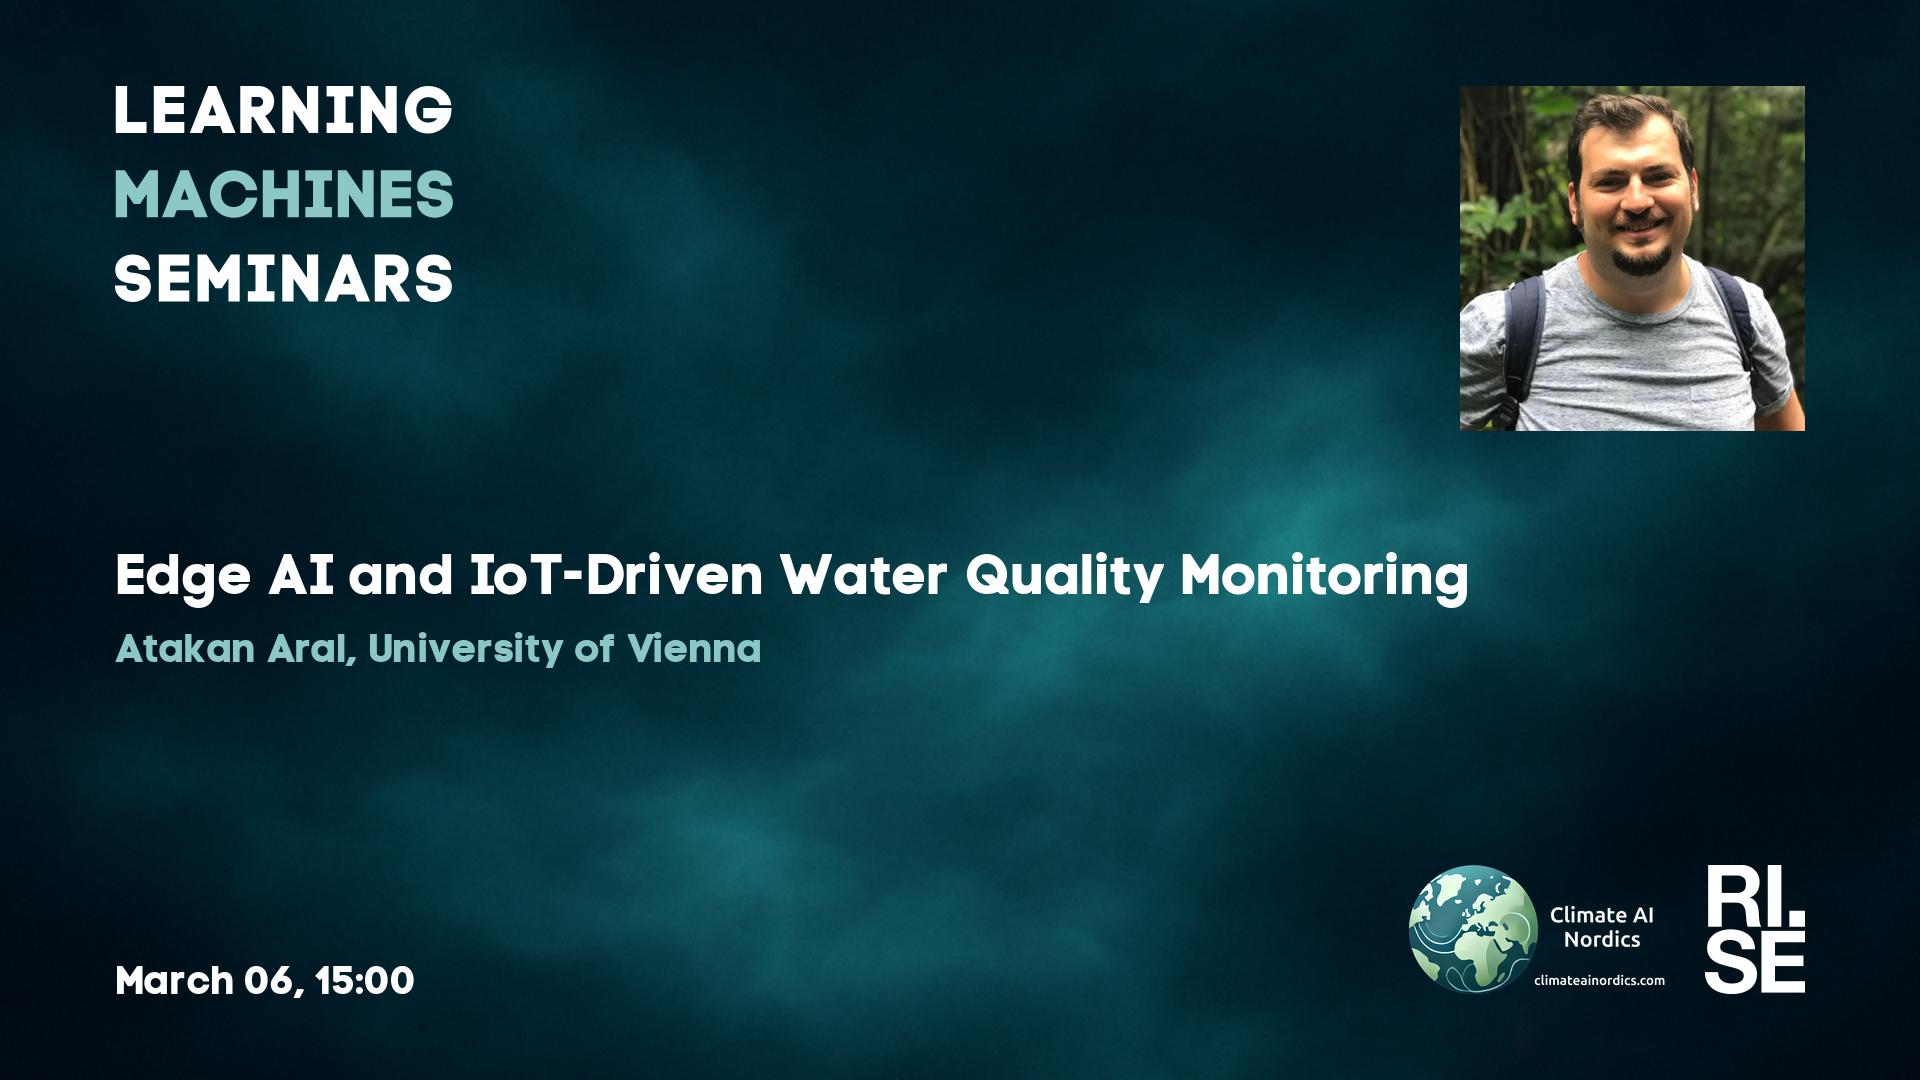 LEARNING
MACHINES
SEMINARS
Edge AI and IoT-Driven Water Quality Monitoring
Atakan Aral, University of Vienna
March 06, 15:00
Climate AI
Nordics
climateainordics.com
RI.
SE